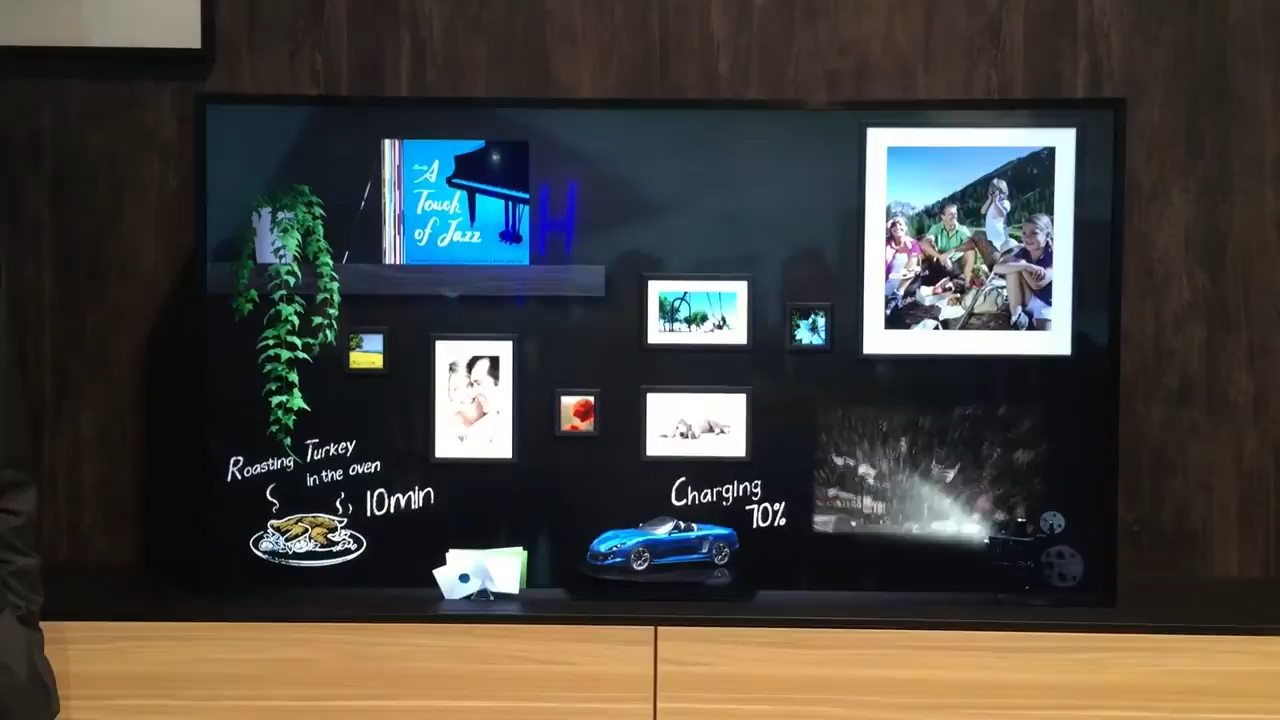 A
Touch
of Jazz
H
Roasting Turkey
in the oven
10min
Charging
70%